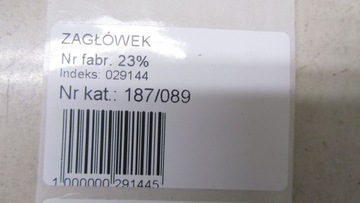 ZAGŁÓWEK
Nr fabr. 23%
Indeks: 029144
Nr kat.: 187/089
1 000000 291445